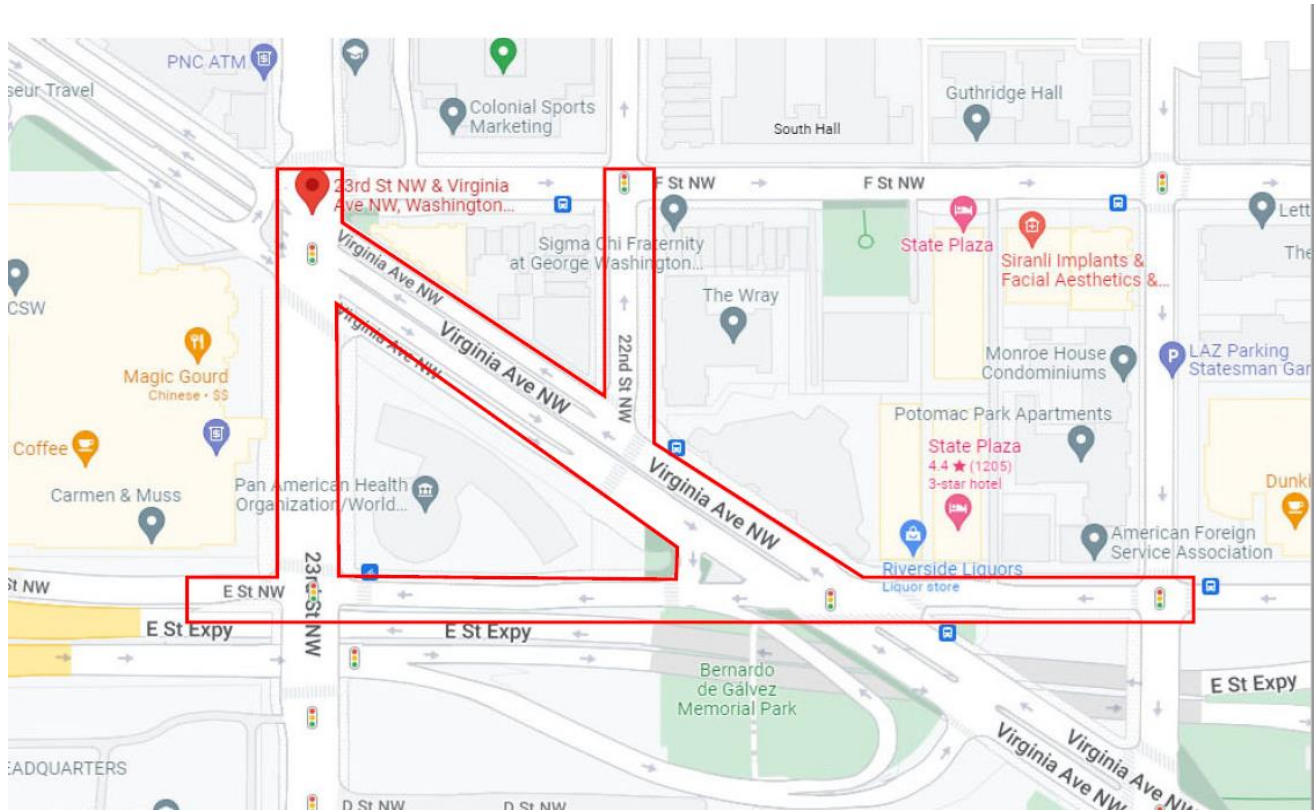 PNC ATM
seur Travel
Colonial Sports
Marketing
Guthridge Hall
South Hall
23rd St NW & Virginia
Ave NW, Washington...
F St NW
F St NW
Virginia Ave NW
Sigma Chi Fraternity
at George Washington...
State Plaza
Siranli Implants &
Facial Aesthetics &...
Lett
The
CSW
The Wray
Virginia Ave NW
Virginia Ave NW
22nd St NW
Magic Gourd
Chinese • $$
Monroe House
Condominiums
P
LAZ Parking
Statesman Gar
Potomac Park Apartments
Coffee
Carmen & Muss
Pan American Health
Organization/World...
Virginia Ave NW
State Plaza
4.4 ★ (1205)
3-star hotel
Dunki
American Foreign
Service Association
Riverside Liquors
Liquor store
St NW
E St NW
23rd St NW
E St Expy
E St Expy
Bernardo
de Gálvez
Memorial Park
E St Expy
Virginia Ave NW
Virginia Ave NW
EADQUARTERS
D St NW
D St NW